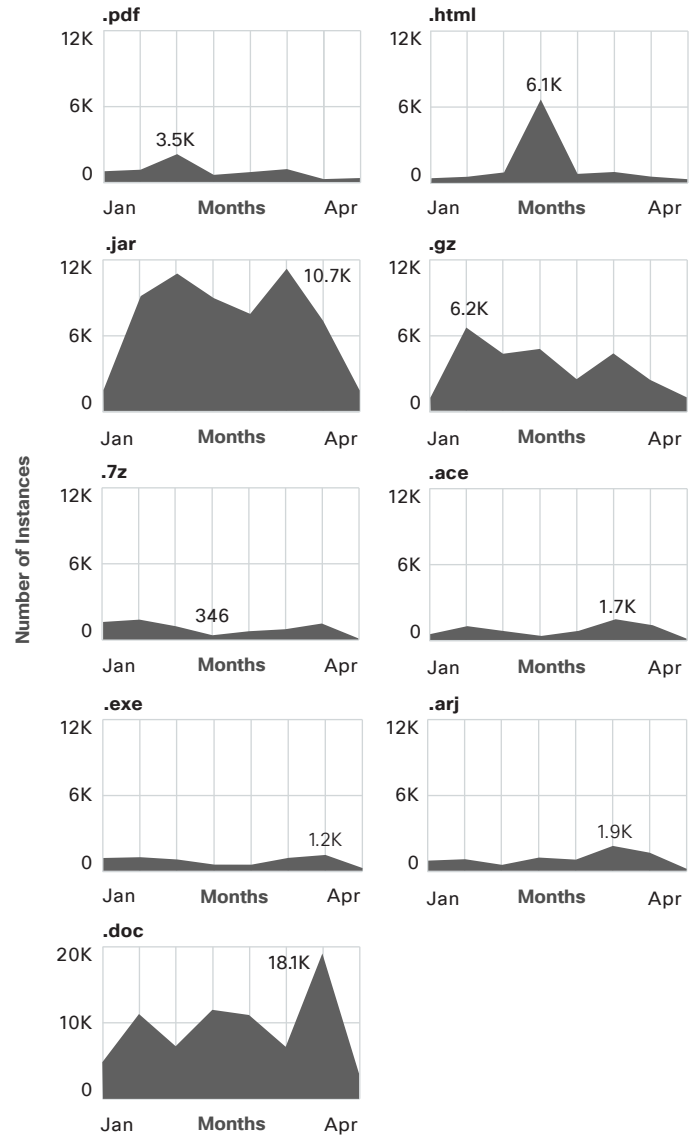 .pdf
12K
6K
0
3.5K
Jan Months Apr
.html
12K
6K
0
6.1K
Jan Months Apr
.jar
12K
6K
0
10.7K
Jan Months Apr
.gz
12K
6K
0
6.2K
Jan Months Apr
Number of Instances
.7z
12K
6K
0
346
Jan Months Apr
.ace
12K
6K
0
1.7K
Jan Months Apr
.exe
12K
6K
0
1.2K
Jan Months Apr
.arj
12K
6K
0
1.9K
Jan Months Apr
.doc
20K
10K
0
18.1K
Jan Months Apr